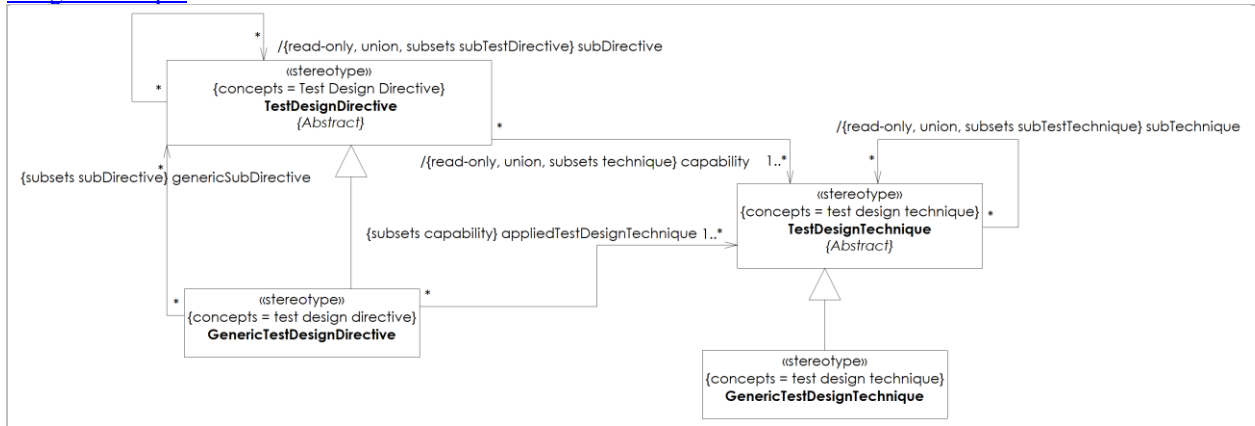 *
/{read-only, union, subsets subTestDirective} subDirective
«stereotype»
{concepts = Test Design Directive}
TestDesignDirective
{Abstract}
*
*
/{read-only, union, subsets subTestTechnique} subTechnique
*
/{read-only, union, subsets technique} capability 1..*
*
{subsets subDirective} genericSubDirective
«stereotype»
{concepts = test design technique}
TestDesignTechnique
{Abstract}
*
{subsets capability} appliedTestDesignTechnique 1..*
*
*
«stereotype»
{concepts = test design directive}
GenericTestDesignDirective
«stereotype»
{concepts = test design technique}
GenericTestDesignTechnique